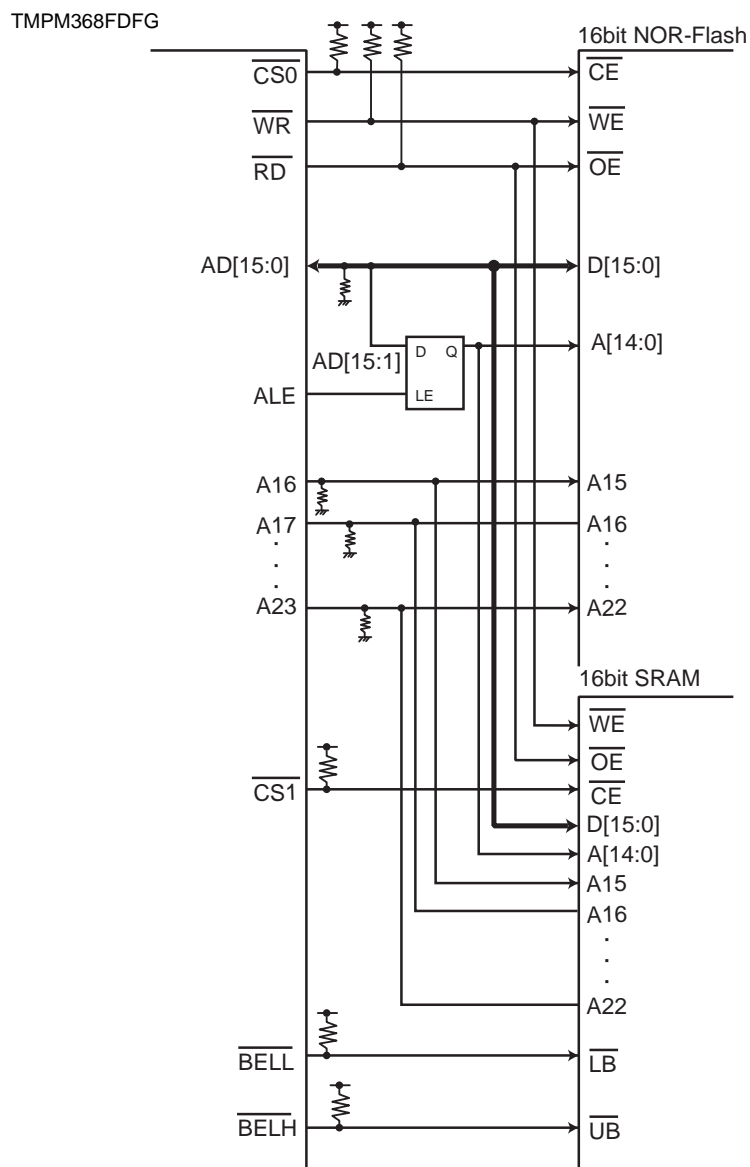 TMPM368FDFG
16bit NOR-Flash
CS0
CE
WR
WE
RD
OE
AD[15:0]
D[15:0]
AD[15:1]
D Q
LE
A[14:0]
ALE
A16
A15
A17
A16
.
.
.
.
.
.
A23
A22
16bit SRAM
WE
OE
CS1
CE
D[15:0]
A[14:0]
A15
A16
.
.
.
A22
BELL
LB
BELH
UB